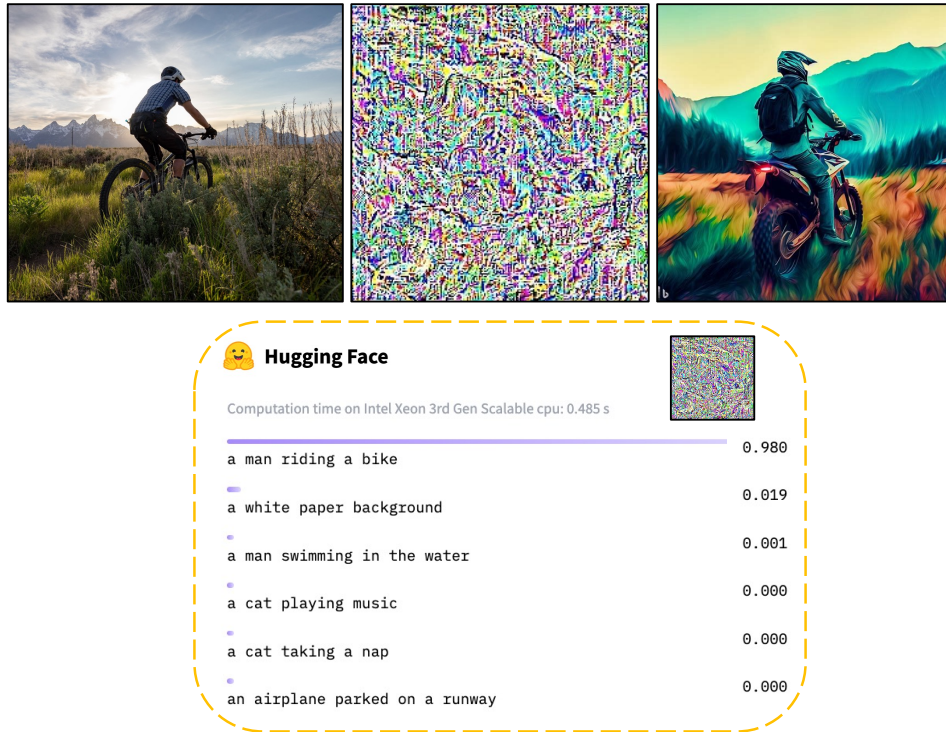 b
Hugging Face
Computation time on Intel Xeon 3rd Gen Scalable cpu: 0.485 s
0.980
a man riding a bike
0.019
a white paper background
0.001
a man swimming in the water
0.000
a cat playing music
0.000
a cat taking a nap
0.000
an airplane parked on a runway